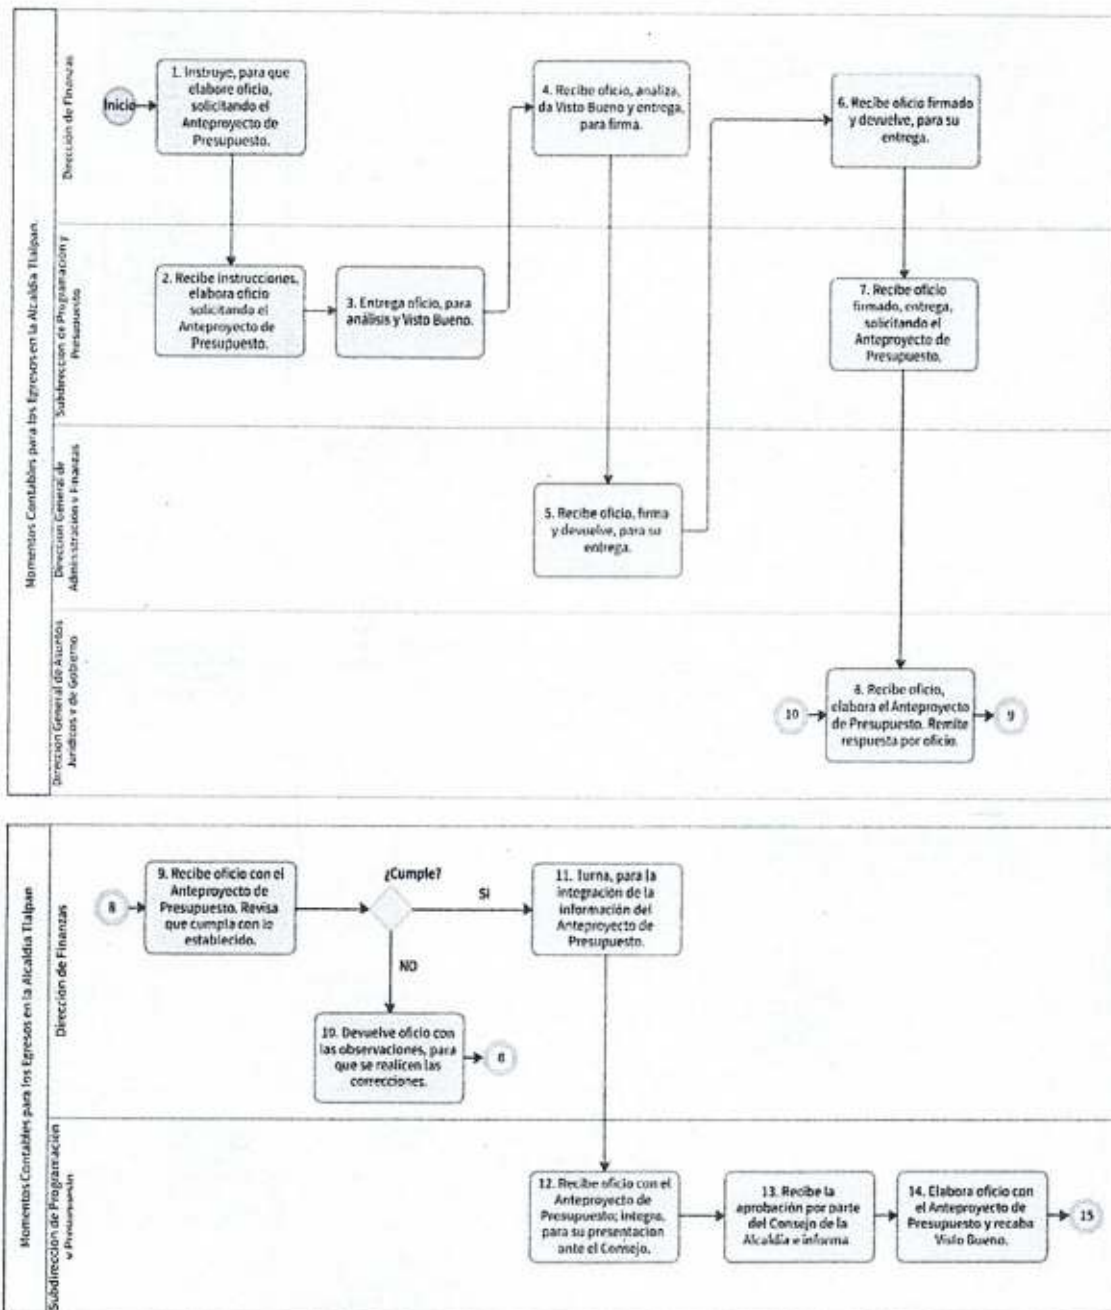 Momentos Contables para los Egresos en la Alcaldía Tlalpan.
Dirección de Finanzas
Inicio
1. Instruye, para que
elabore oficio,
solicitando el
Anteproyecto de
Presupuesto.
4. Recibe oficio, analiza,
da Visto Bueno y entrega,
para firma.
6. Recibe oficio firmado
y devuelve, para su
entrega.
Subdirección de Programación y
Presupuesto
2. Recibe instrucciones,
elabora oficio
solicitando el
Anteproyecto de
Presupuesto.
3. Entrega oficio, para
análisis y Visto Bueno.
7. Recibe oficio
firmado, entrega,
solicitando el
Anteproyecto de
Presupuesto.
Dirección General de
Administración y Finanzas
5. Recibe oficio, firma
y devuelve, para su
entrega.
Dirección General de Asuntos
Jurídicos y de Gobierno
10
8. Recibe oficio,
elabora el Anteproyecto
de Presupuesto. Remite
respuesta por oficio.
9
Momentos Contables para los Egresos en la Alcaldía Tlalpan
Dirección de Finanzas
8
9. Recibe oficio con el
Anteproyecto de
Presupuesto. Revisa
que cumpla con lo
establecido.
¿Cumple?
SI
NO
11. Turna, para la
integración de la
información del
Anteproyecto de
Presupuesto.
10. Devuelve oficio con
las observaciones, para
que se realicen las
correcciones.
8
Subdirección de Programación
y Presupuesto
12. Recibe oficio con el
Anteproyecto de
Presupuesto; integra,
para su presentación
ante el Consejo.
13. Recibe la
aprobación por parte
del Consejo de la
Alcaldía e informa
14. Elabora oficio con
el Anteproyecto de
Presupuesto y recaba
Visto Bueno.
15